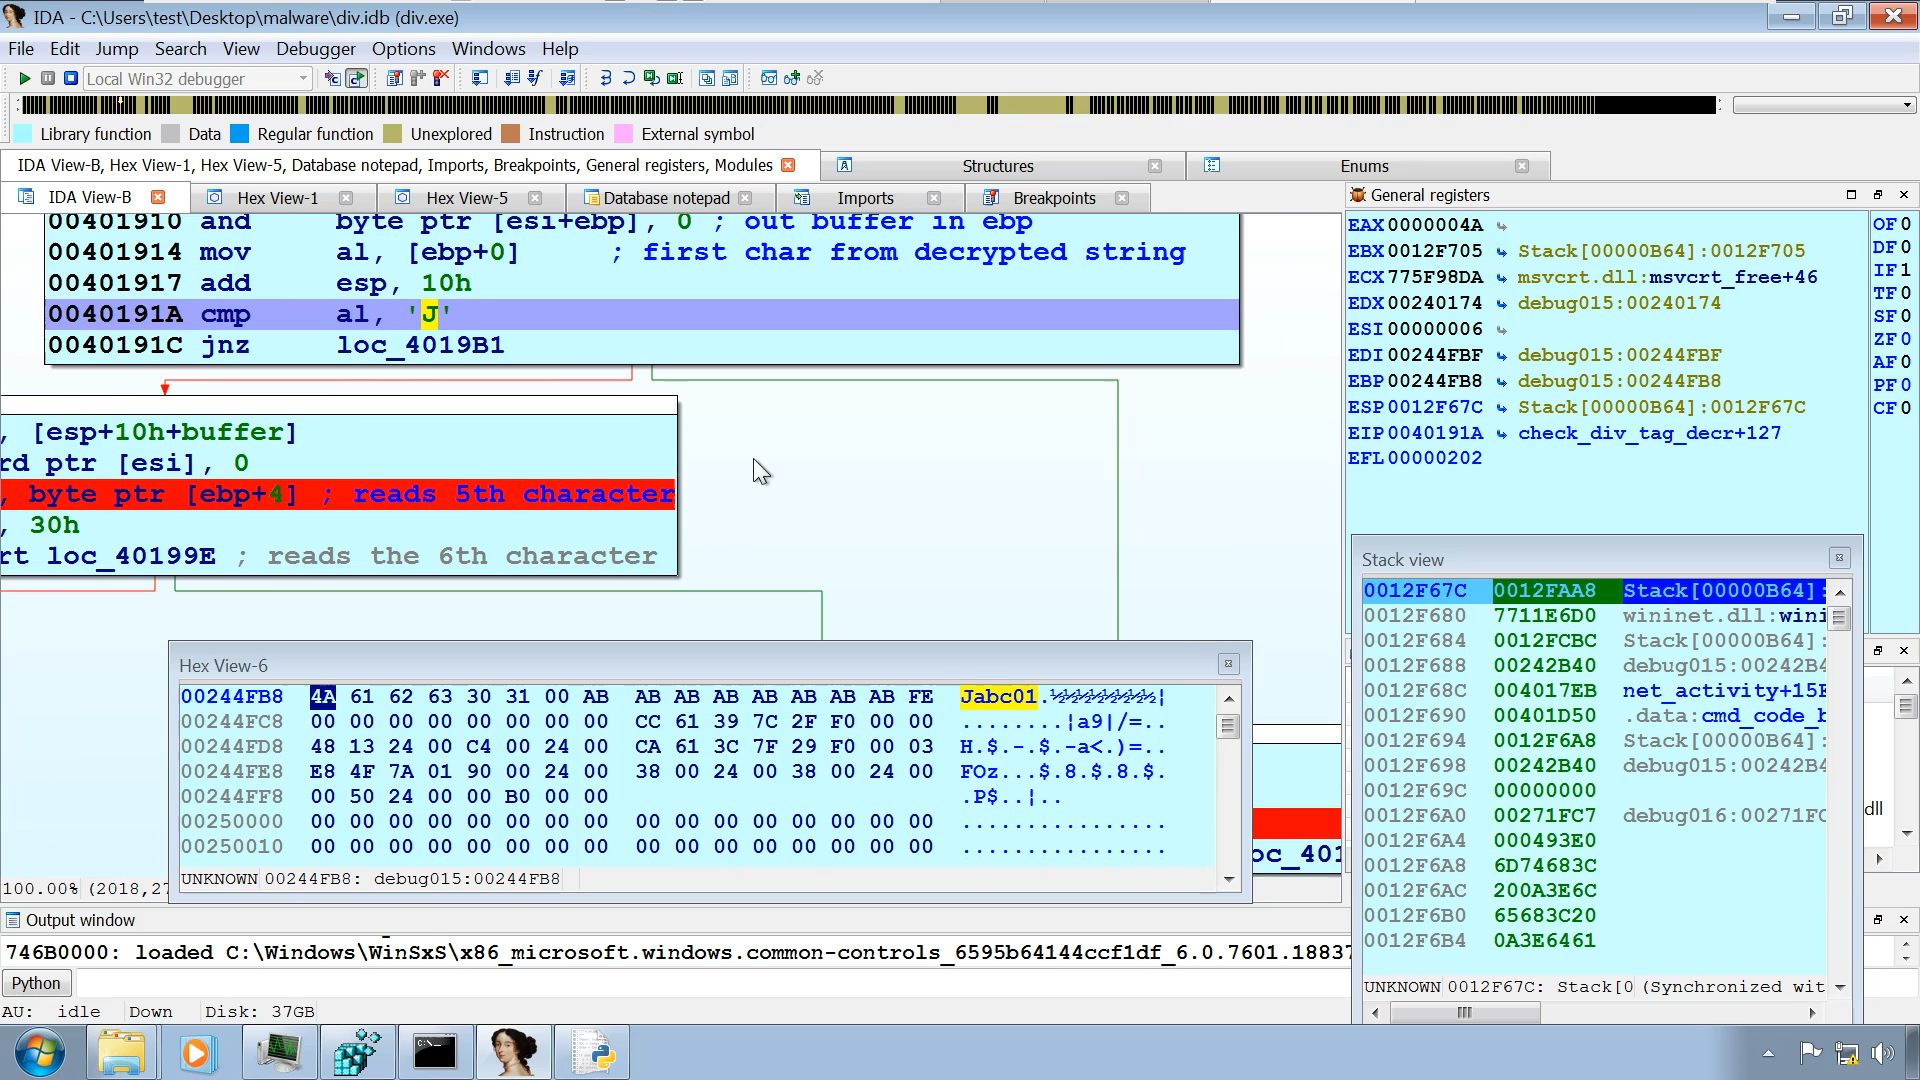 IDA - C:\Users\test\Desktop\malware\div.idb (div.exe)
File Edit Jump Search View Debugger Options Windows Help
Local Win32 debugger
Library function Data Regular function Unexplored Instruction External symbol
IDA View-B, Hex View-1, Hex View-5, Database notepad, Imports, Breakpoints, General registers, Modules Structures Enums
IDA View-B Hex View-1 Hex View-5 Database notepad Imports Breakpoints
00401910 and byte ptr [esi+ebp], 0 ; out buffer in ebp
00401914 mov al, [ebp+0] ; first char from decrypted string
00401917 add esp, 10h
0040191A cmp al, 'J'
0040191C jnz loc_4019B1
, [esp+10h+buffer]
rd ptr [esi], 0
, byte ptr [ebp+4] ; reads 5th character
, 30h
rt loc_40199E ; reads the 6th character
General registers
EAX 0000004A
EBX 0012F705 Stack[00000B64]:0012F705
ECX 775F98DA msvcrt.dll:msvcrt_free+46
EDX 00240174 debug015:00240174
ESI 00000006
EDI 00244FBF debug015:00244FBF
EBP 00244FB8 debug015:00244FB8
ESP 0012F67C Stack[00000B64]:0012F67C
EIP 0040191A check_div_tag_decr+127
EFL 00000202
OF 0
DF 0
IF 1
TF 0
SF 0
ZF 0
AF 0
PF 0
CF 0
Hex View-6
00244FB8 4A 61 62 63 30 31 00 AB AB AB AB AB AB AB AB FE Jabc01.½½½½½½½½½¦
00244FC8 00 00 00 00 00 00 00 00 CC 61 39 7C 2F F0 00 00 ........¦a9|/=..
00244FD8 48 13 24 00 C4 00 24 00 CA 61 3C 7F 29 F0 00 03 H.$.-.$.-a<.)=..
00244FE8 E8 4F 7A 01 90 00 24 00 38 00 24 00 38 00 24 00 FOz...$.8.$.8.$.
00244FF8 00 50 24 00 00 B0 00 00 .P$..¦..
00250000 00 00 00 00 00 00 00 00 00 00 00 00 00 00 00 00 ................
00250010 00 00 00 00 00 00 00 00 00 00 00 00 00 00 00 00 ................
UNKNOWN 00244FB8: debug015:00244FB8
oc_401
100.00% (2018,27
Stack view
0012F67C 0012FAA8 Stack[00000B64]:
0012F680 7711E6D0 wininet.dll:wini
0012F684 0012FCBC Stack[00000B64]:
0012F688 00242B40 debug015:00242B4
0012F68C 004017EB net_activity+15E
0012F690 00401D50 .data:cmd_code_b
0012F694 0012F6A8 Stack[00000B64]:
0012F698 00242B40 debug015:00242B4
0012F69C 00000000
0012F6A0 00271FC7 debug016:00271FC
0012F6A4 000493E0
0012F6A8 6D74683C
0012F6AC 200A3E6C
0012F6B0 65683C20
0012F6B4 0A3E6461
UNKNOWN 0012F67C: Stack[0 (Synchronized wit
dll
Output window
746B0000: loaded C:\Windows\WinSxS\x86_microsoft.windows.common-controls_6595b64144ccf1df_6.0.7601.18837
Python
AU: idle Down Disk: 37GB